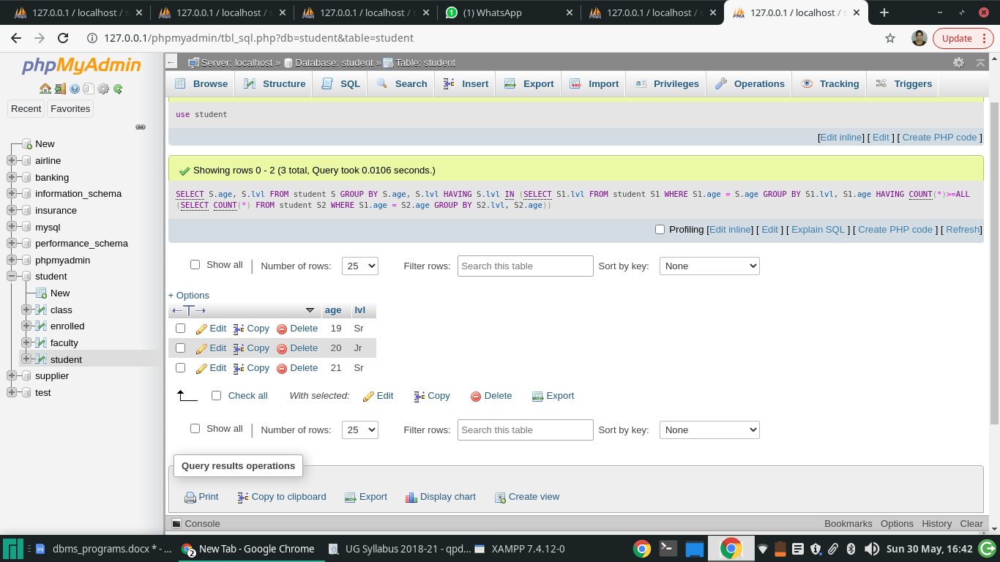 127.0.0.1 / localhost / s
127.0.0.1 / localhost / s
127.0.0.1 / localhost / s
(1) WhatsApp
127.0.0.1 / localhost / s
127.0.0.1 / localhost / s
127.0.0.1/phpmyadmin/tbl_sql.php?db=student&table=student
Update
phpMyAdmin
Recent Favorites
New
airline
banking
information_schema
insurance
mysql
performance_schema
phpmyadmin
student
New
class
enrolled
faculty
student
supplier
test
Server: localhost » Database: student » Table: student
Browse Structure SQL Search Insert Export Import Privileges Operations Tracking Triggers
use student
[Edit inline] [ Edit ] [ Create PHP code ]
Showing rows 0 - 2 (3 total, Query took 0.0106 seconds.)
SELECT S.age, S.lvl FROM student S GROUP BY S.age, S.lvl HAVING S.lvl IN (SELECT S1.lvl FROM student S1 WHERE S1.age = S.age GROUP BY S1.lvl, S1.age HAVING COUNT(*)>=ALL
(SELECT COUNT(*) FROM student S2 WHERE S1.age = S2.age GROUP BY S2.lvl, S2.age))
Profiling [Edit inline] [ Edit ] [ Explain SQL ] [ Create PHP code ] [ Refresh]
Show all | Number of rows: 25 Filter rows: Search this table Sort by key: None
+ Options
←T→ age lvl
Edit Copy Delete 19 Sr
Edit Copy Delete 20 Jr
Edit Copy Delete 21 Sr
Check all With selected: Edit Copy Delete Export
Show all | Number of rows: 25 Filter rows: Search this table Sort by key: None
Query results operations
Print Copy to clipboard Export Display chart Create view
Console Bookmarks Options History Clear
dbms_programs.docx * - ... 2 New Tab - Google Chrome UG Syllabus 2018-21 - qpd... XAMPP 7.4.12-0 Sun 30 May, 16:42